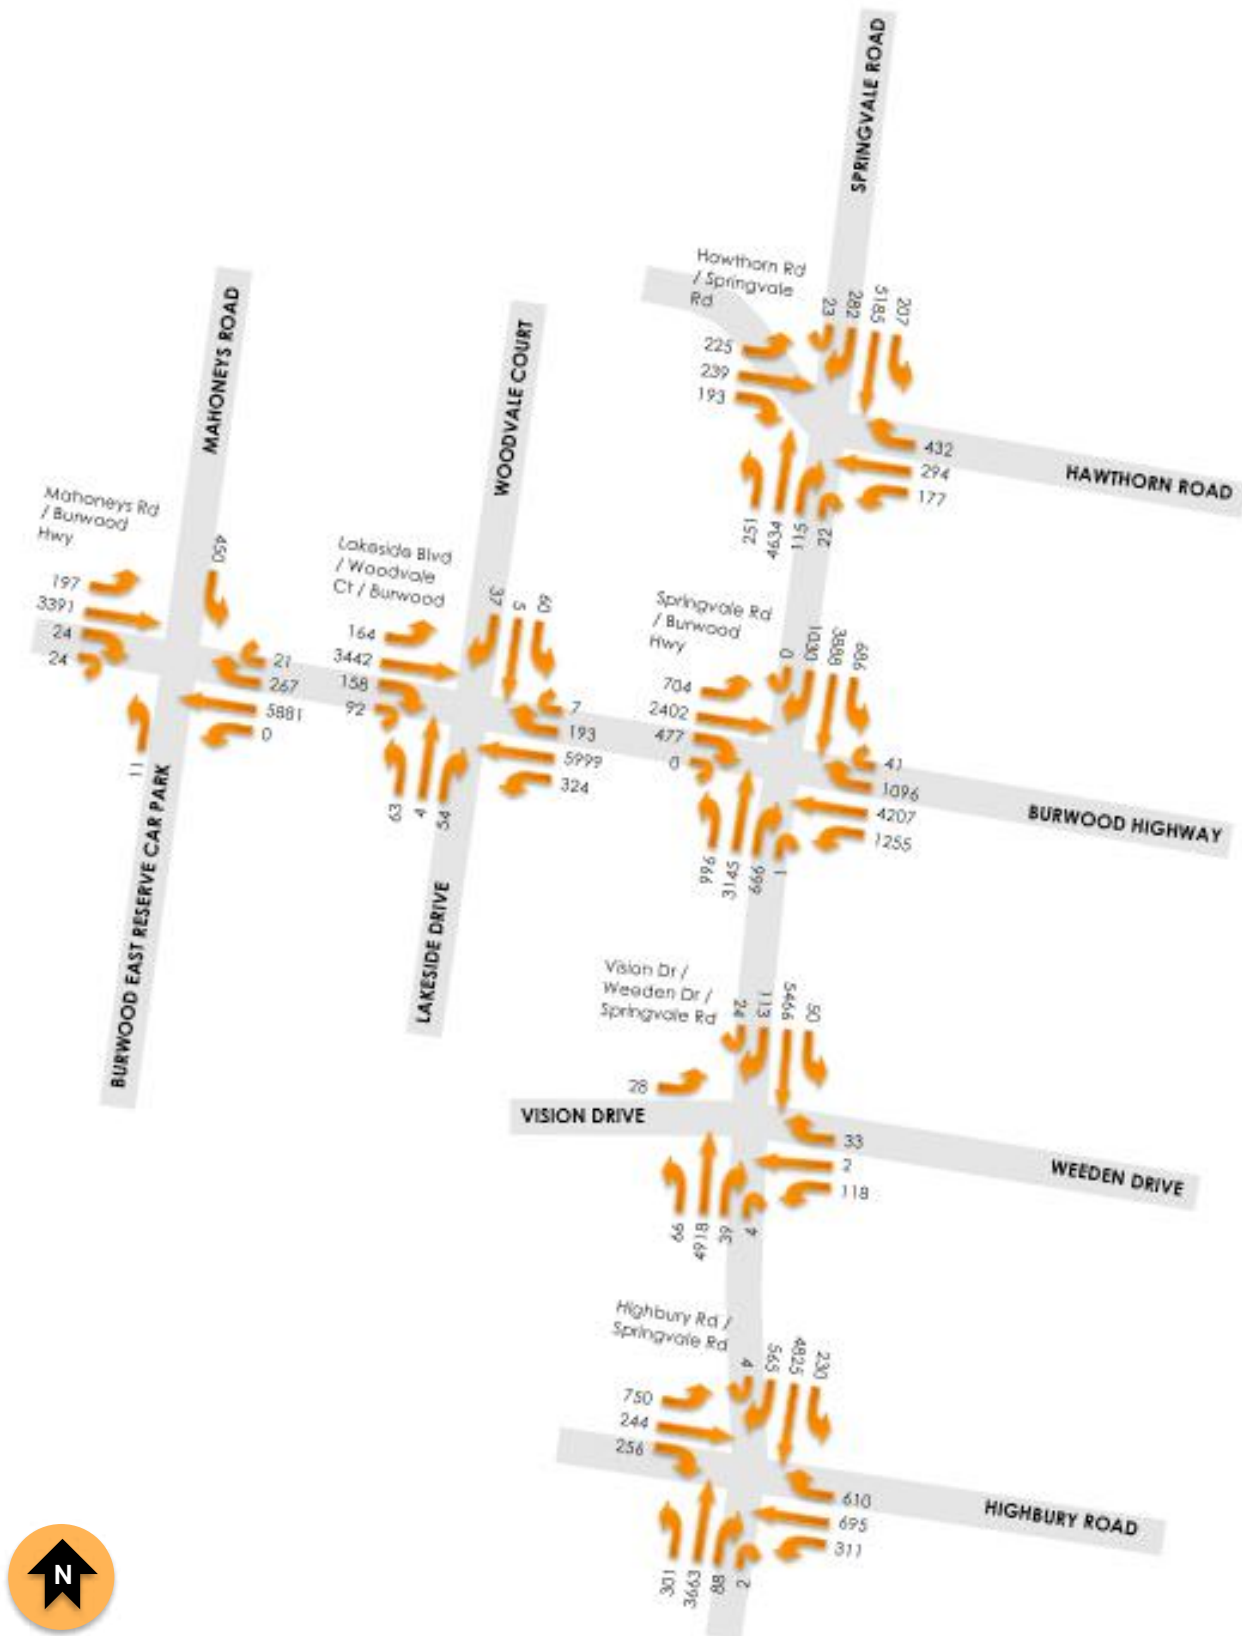 SPRINGVALE ROAD
Hawthorn Rd
/ Springvale
Rd
23
282
5185
207
225
239
193
432
294
177
251
4634
115
22
HAWTHORN ROAD
MAHONEYS ROAD
WOODVALE COURT
Mahoneys Rd
/ Burwood
Hwy
450
197
3391
24
24
21
267
5881
0
11
Lakeside Blvd
/ Woodvale
Ct / Burwood
37
5
60
164
3442
158
92
7
193
5999
324
63
4
54
Springvale Rd
/ Burwood
Hwy
0
1030
3888
686
704
2402
477
0
41
1096
4207
1255
996
3145
999
1
BURWOOD HIGHWAY
BURWOOD EAST RESERVE CAR PARK
LAKESIDE DRIVE
Vision Dr /
Weeden Dr /
Springvale Rd
24
113
5466
50
28
VISION DRIVE
33
2
118
WEEDEN DRIVE
66
4918
39
4
Highbury Rd /
Springvale Rd
4
565
4825
230
750
244
256
610
695
311
HIGHBURY ROAD
301
3663
88
2
N